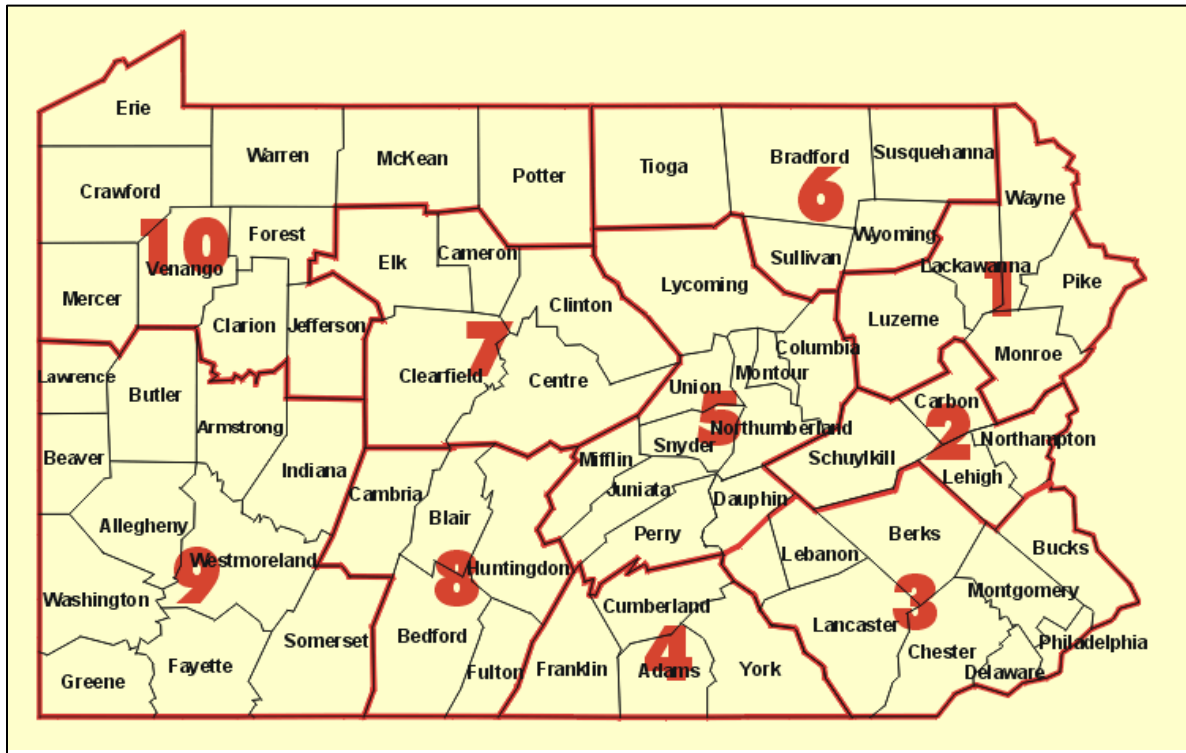 Erie
Warren
McKean
Potter
Tioga
Bradford
Susquehanna
Wayne
Crawford
6
10
Forest
Venango
Elk
Cameron
Sullivan
Wyoming
Lycoming
Lackawanna
1
Pike
Mercer
Clarion
Jefferson
Clinton
Luzerne
7
Columbia
Monroe
Lawrence
Butler
Clearfield
Centre
Union
Montour
Carbon
5
2
Armstrong
Northumberland
Northampton
Beaver
Snyder
Mifflin
Schuylkill
Indiana
Lehigh
Cambria
Juniata
Dauphin
Allegheny
Blair
Perry
Lebanon
Berks
Bucks
Westmoreland
9
8
Huntingdon
Montgomery
Washington
Cumberland
3
Lancaster
Bedford
Somerset
Philadelphia
Fayette
4
Chester
Greene
Fulton
Franklin
Adams
York
Delaware